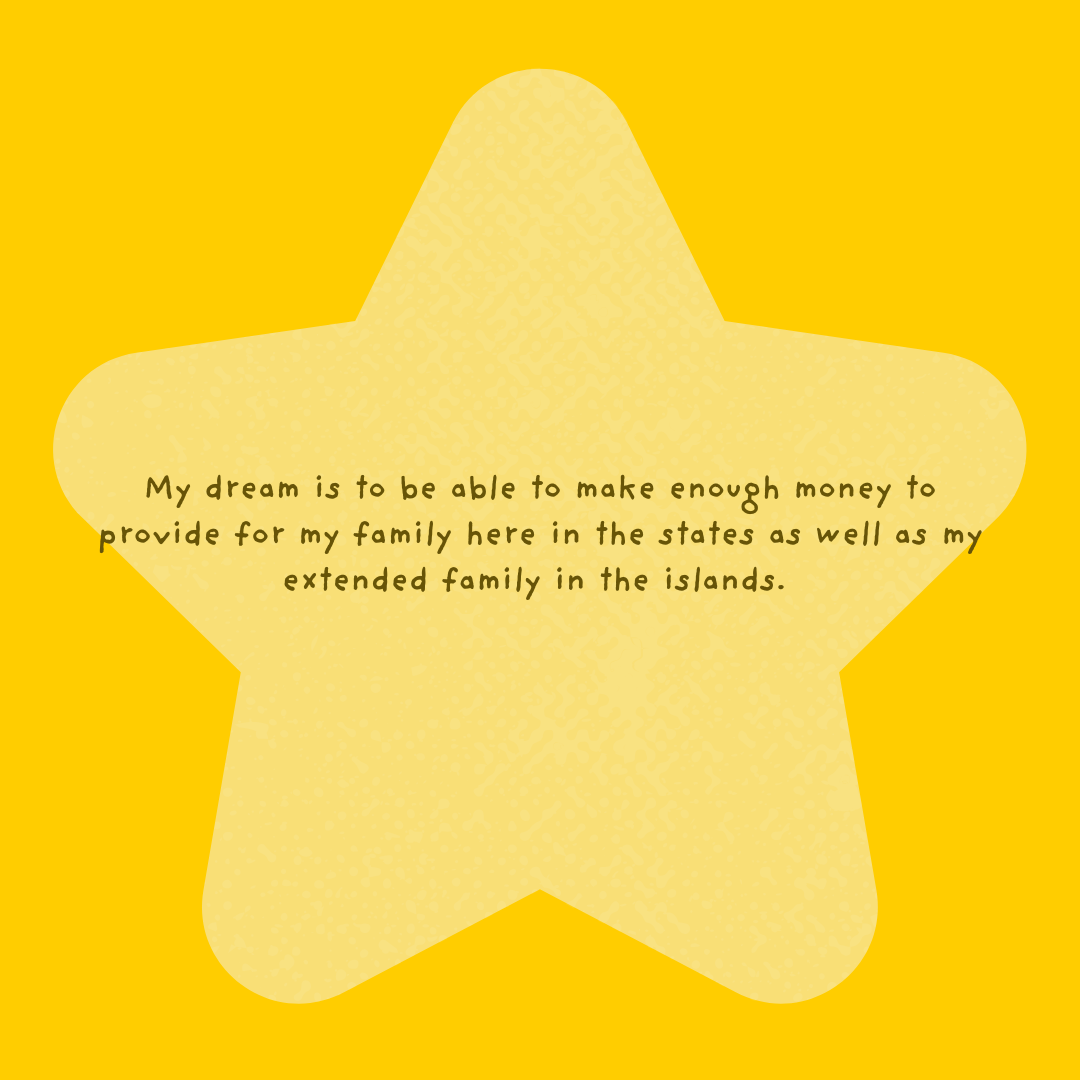 My dream is to be able to make enough money to
provide for my family here in the states as well as my
extended family in the islands.